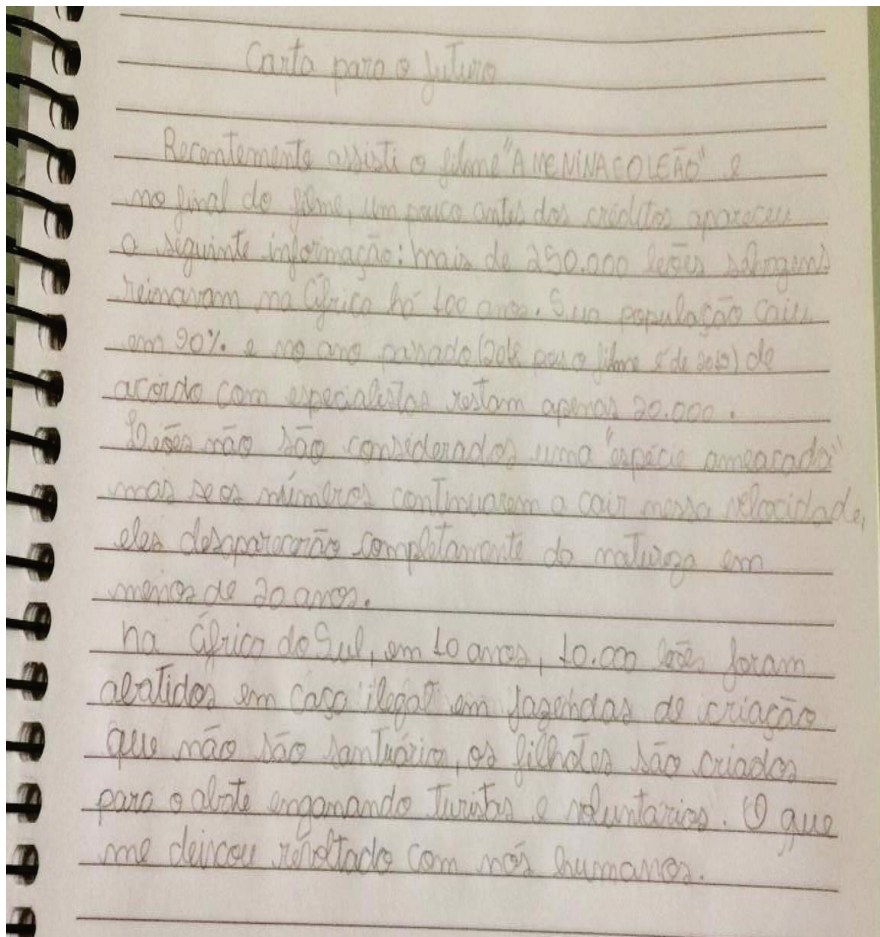 Carta para o futuro
Recentemente assisti o filme "A MENINA E O LEÃO" e
no final do filme, um pouco antes dos créditos apareceu
a seguinte informação: mais de 250.000 leões selvagens
reinavam na África há 100 anos. Sua população caiu
em 90%. e no ano passado (2018 pois o filme é de 2019) de
acordo com especialistas restam apenas 20.000.
Leões não são considerados uma "espécie ameaçada"
mas se os números continuarem a cair nessa velocidade,
eles desaparecerão completamente da natureza em
menos de 20 anos.
na África do Sul, em 10 anos, 10.000 leões foram
abatidos em caça ilegal em fazendas de criação
que não são santuários, os filhotes são criados
para o abate enganando turistas e voluntários. O que
me deixou revoltado com nós humanos.